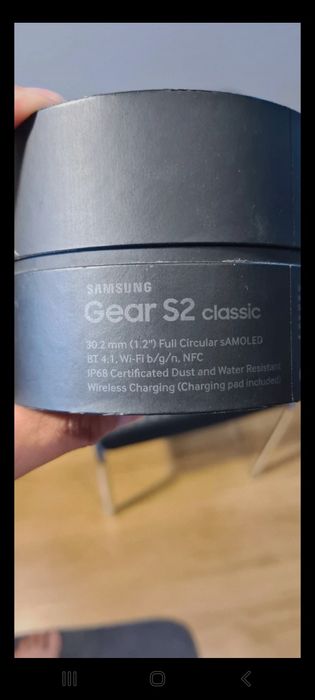 SAMSUNG
Gear S2 classic
30.2 mm (1.2") Full Circular sAMOLED
BT 4.1, Wi-Fi b/g/n, NFC
IP68 Certificated Dust and Water Resistant
Wireless Charging (Charging pad included)